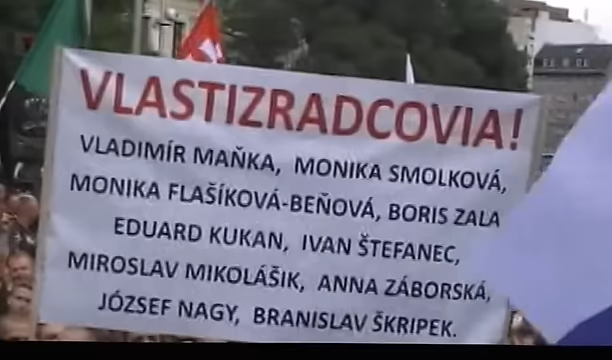 VLASTIZRADCOVIA!
VLADIMÍR MAŇKA, MONIKA SMOLKOVÁ,
MONIKA FLAŠÍKOVÁ-BEŇOVÁ, BORIS ZALA
EDUARD KUKAN, IVAN ŠTEFANEC,
MIROSLAV MIKOLÁŠIK, ANNA ZÁBORSKÁ,
JÓZSEF NAGY, BRANISLAV ŠKRIPEK.